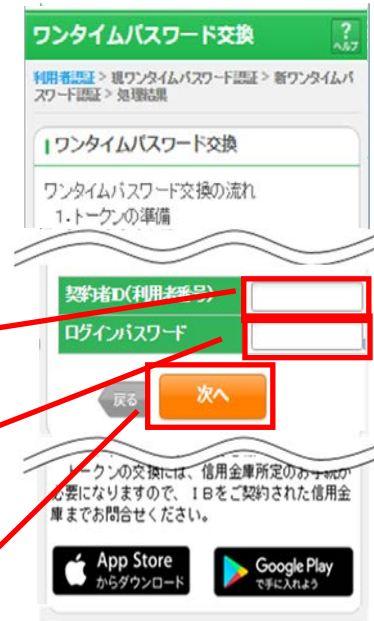 ワンタイムパスワード交換
?
ヘルプ
利用者認証> 現ワンタイムパスワード認証> 新ワンタイムパ
スワード認証> 処理結果
ワンタイムパスワード交換
ワンタイムパスワード交換の流れ
1.トークンの準備
契約者ID(利用者番号)
ログインパスワード
戻る
次へ
トークンの交換には、信用金庫所定のお手続が
必要になりますので、IBをご契約された信用金
庫までお問合せください。
App Store
からダウンロード
Google Play
で手に入れよう